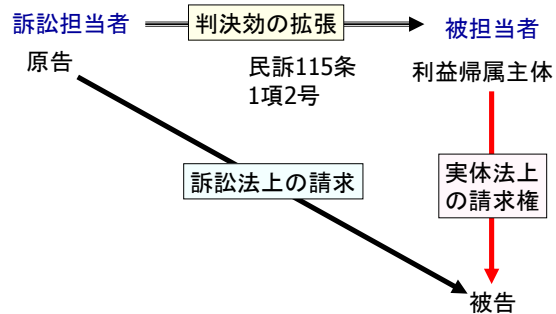 訴訟担当者
判決効の拡張
被担当者
原告
民訴115条
1項2号
利益帰属主体
訴訟法上の請求
実体法上
の請求権
被告